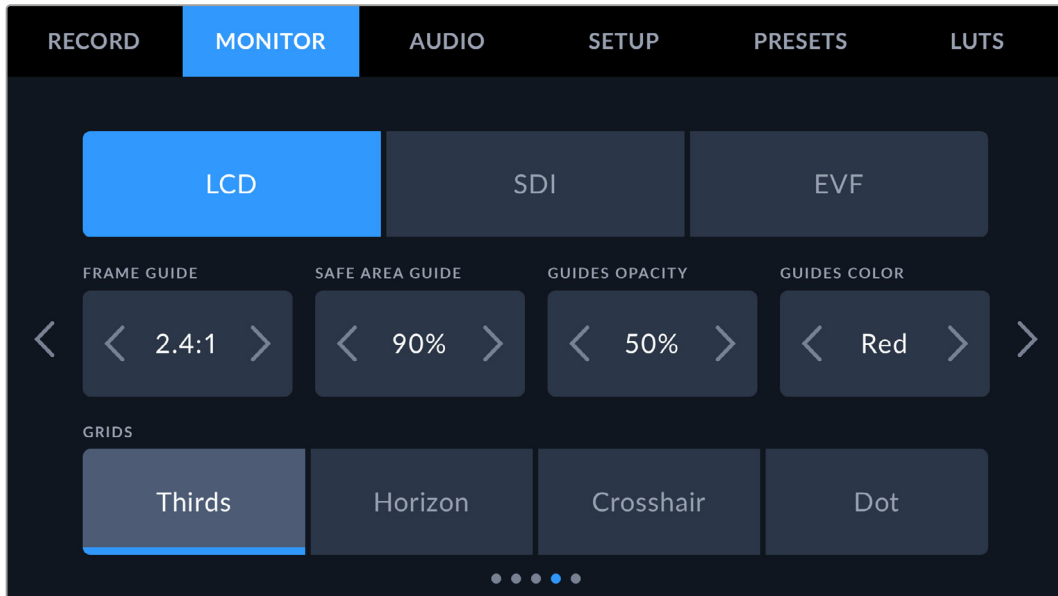 RECORD MONITOR AUDIO SETUP PRESETS LUTS
LCD SDI EVF
FRAME GUIDE SAFE AREA GUIDE GUIDES OPACITY GUIDES COLOR
2.4:1 90% 50% Red
GRIDS
Thirds Horizon Crosshair Dot